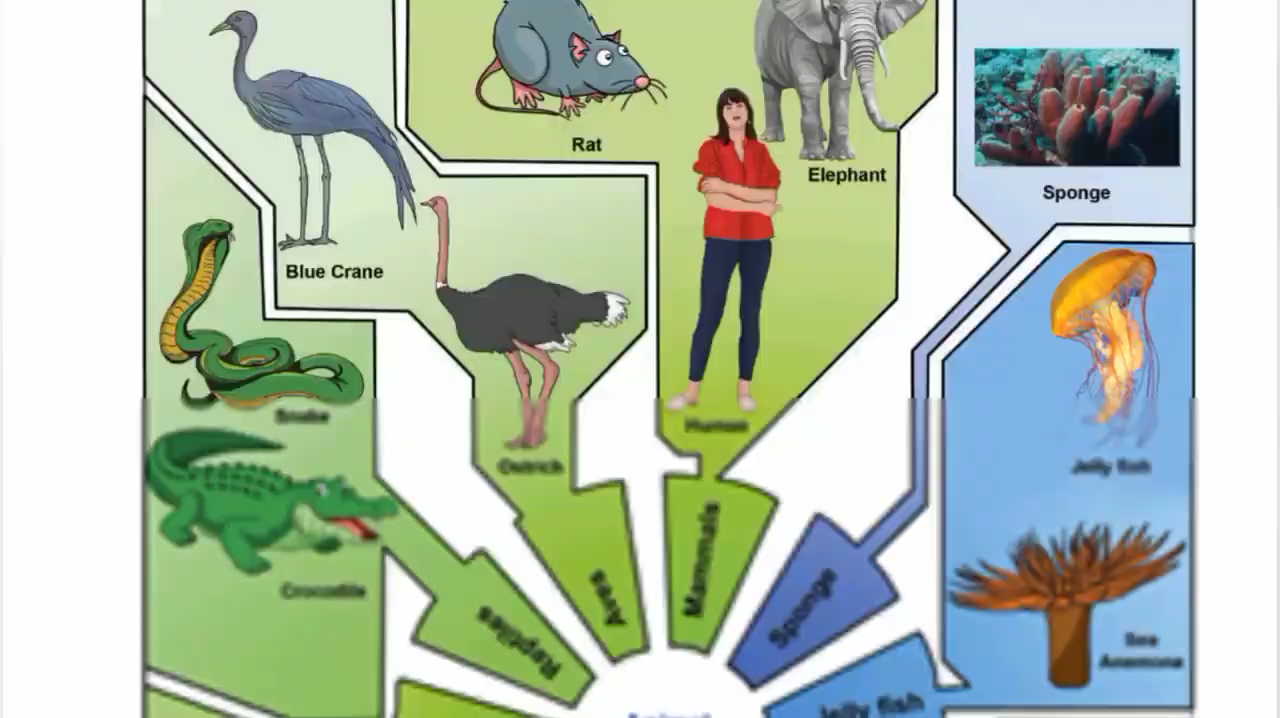 Rat
Elephant
Sponge
Blue Crane
Snake
Human
Ostrich
Jelly fish
Crocodile
Sea
Anemone
Reptiles
Aves
Mammals
Sponge
Jelly fish
Animal